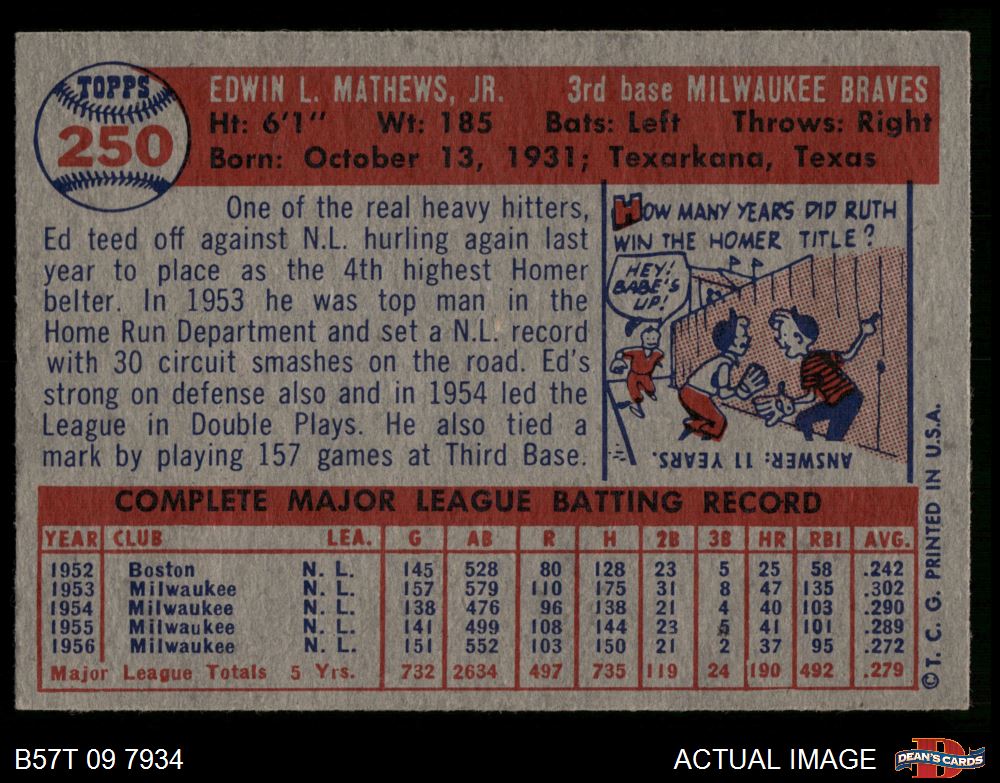 TOPPS
250
EDWIN L. MATHEWS, JR. 3rd base MILWAUKEE BRAVES
Ht: 6'1" Wt: 185 Bats: Left Throws: Right
Born: October 13, 1931; Texarkana, Texas
One of the real heavy hitters,
Ed teed off against N.L. hurling again last
year to place as the 4th highest Homer
belter. In 1953 he was top man in the
Home Run Department and set a N.L. record
with 30 circuit smashes on the road. Ed's
strong on defense also and in 1954 led the
League in Double Plays. He also tied a
mark by playing 157 games at Third Base.
HOW MANY YEARS DID RUTH
WIN THE HOMER TITLE?
HEY!
BABE'S
UP!
ANSWER: 11 YEARS.
COMPLETE MAJOR LEAGUE BATTING RECORD
YEAR CLUB LEA. G AB R H 2B 3B HR RBI AVG.
1952 Boston N. L. 145 528 80 128 23 5 25 58 .242
1953 Milwaukee N. L. 157 579 110 175 31 8 47 135 .302
1954 Milwaukee N. L. 138 476 96 138 21 4 40 103 .290
1955 Milwaukee N. L. 141 499 108 144 23 5 41 101 .289
1956 Milwaukee N. L. 151 552 103 150 21 2 37 95 .272
Major League Totals 5 Yrs. 732 2634 497 735 119 24 190 492 .279
©T. C. G. PRINTED IN U.S.A.
B57T 09 7934
ACTUAL IMAGE
D
DEAN'S CARDS